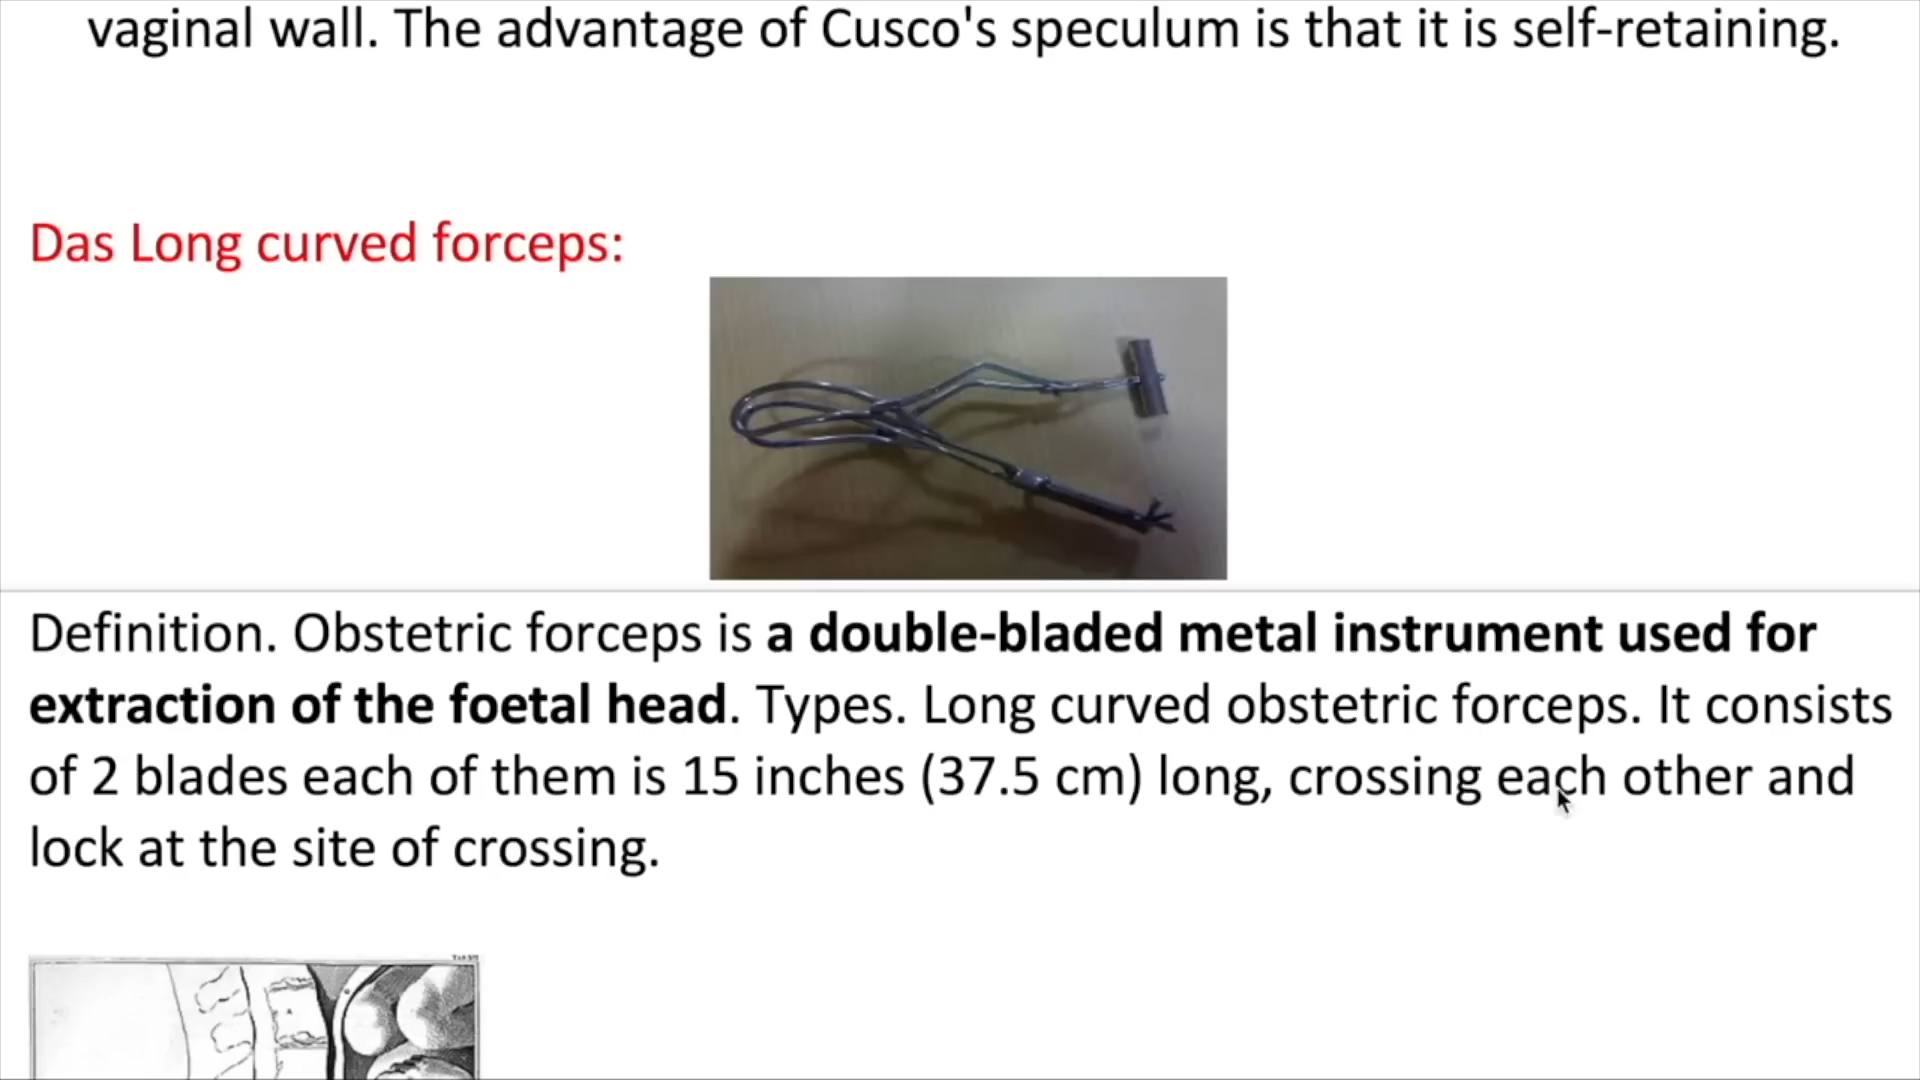 vaginal wall. The advantage of Cusco's speculum is that it is self-retaining.
Das Long curved forceps:
Definition. Obstetric forceps is a double-bladed metal instrument used for
extraction of the foetal head. Types. Long curved obstetric forceps. It consists
of 2 blades each of them is 15 inches (37.5 cm) long, crossing each other and
lock at the site of crossing.